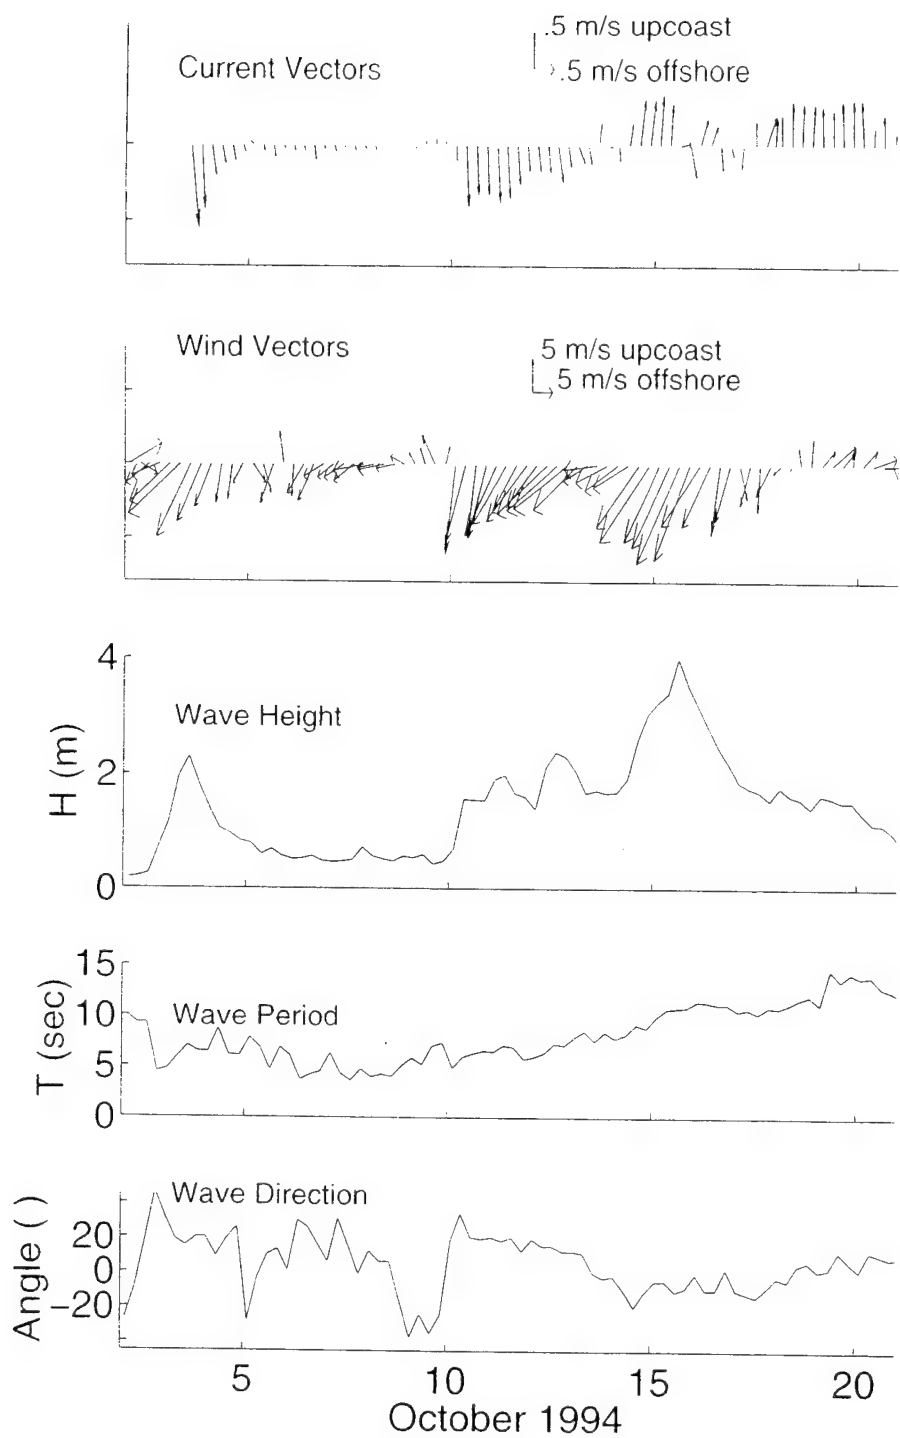 .5 m/s upcoast
Current Vectors
.5 m/s offshore
Wind Vectors
5 m/s upcoast
5 m/s offshore
4
Wave Height
H (m)
2
0
15
10
Wave Period
T (sec)
5
0
Wave Direction
Angle ( )
20
0
−20
5 10 15 20
October 1994